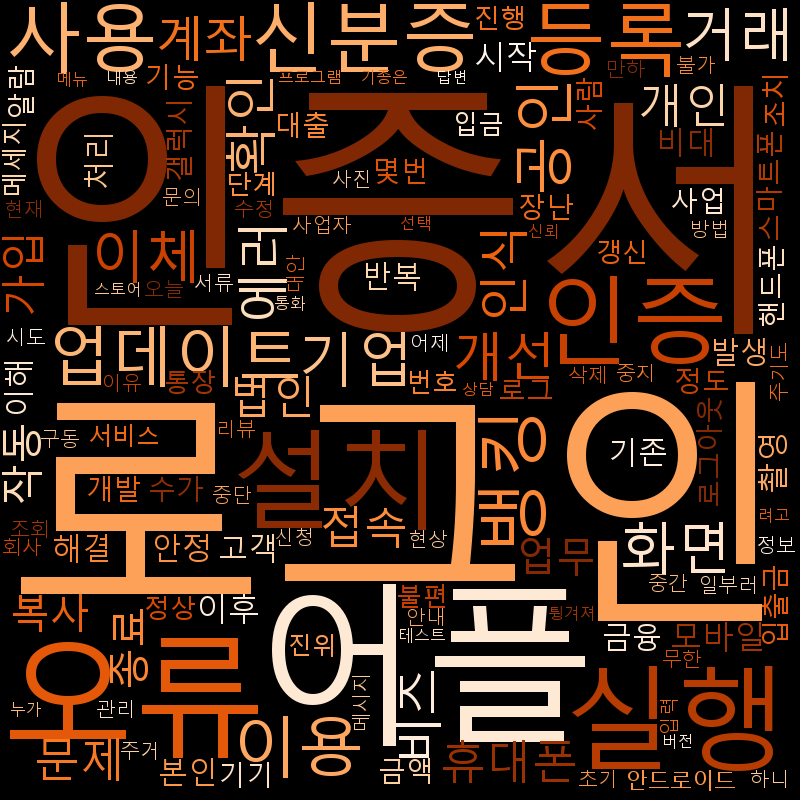 사용
계좌
신분증
진행
등록
거래
시작
메뉴
내용
프로그램
기종은
답변
만하
불가
알림
메세지
기능
갤럭시
확인
대출
입금
공인
사람
개인
조치
스마트폰
처리
인증서
문의
단계
사진
몇번
장난
비대
사업
현재
수정
사업자
선택
신뢰
방법
가입
이체
에러
대안
반복
인식
갱신
핸드폰
스토어
오늘
서류
통화
인증
시도
업데이트
기업
어제
개선
발생
이해
이유
통장
법인
번호
상담
로그
삭제
중지
정도
주기도
작동
구동
서비스
리뷰
로그인
설치
뱅킹
기존
로그아웃
촬영
개발
수가
중단
접속
려고
조회
회사
해결
안정
고객
신청
현상
업무
화면
정보
중간
일부러
입출금
복사
정상
이후
어플
불편
튕겨져
안내
종료
진위
테스트
금융
모바일
오류
무한
실행
누가
관리
메시지
비즈
입력
문제
주거
이용
버전
본인
기기
금액
휴대폰
초기
안드로이드
하니